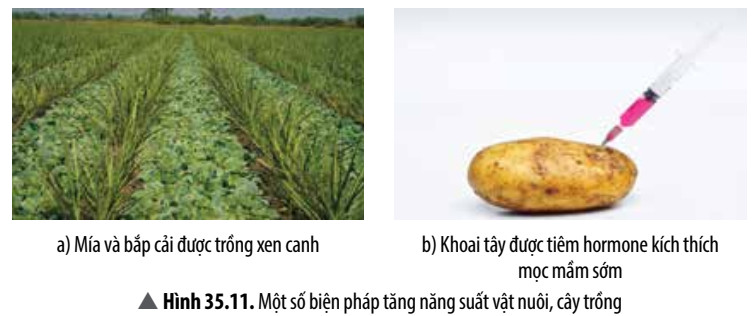 a) Mía và bắp cải được trồng xen canh
b) Khoai tây được tiêm hormone kích thích
mọc mầm sớm
▲ Hình 35.11. Một số biện pháp tăng năng suất vật nuôi, cây trồng